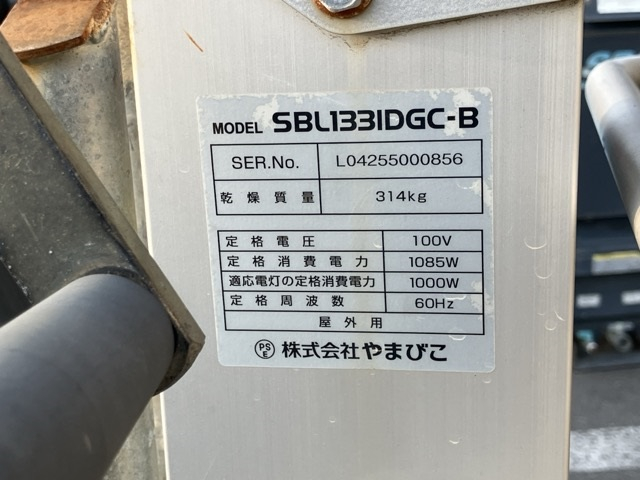 MODEL SBL1331DGC-B
SER.No. L04255000856
乾燥質量 314kg
定格電圧 100V
定格消費電力 1085W
適応電灯の定格消費電力 1000W
定格周波数 60Hz
屋外用
PSE 株式会社やまびこ